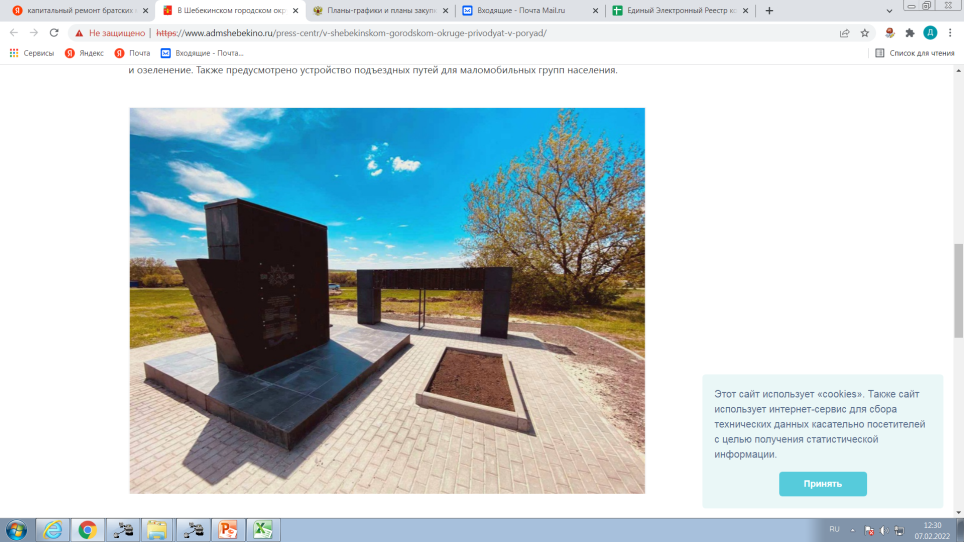 капитальный ремонт братских
В Шебекинском городском окр
Планы-графики и планы закуп
Входящие - Почта Mail.ru
Единый Электронный Реестр ко
Не защищено
https://www.admshebekino.ru/press-centr/v-shebekinskom-gorodskom-okruge-privodyat-v-poryad/
Сервисы
Яндекс
Почта
Входящие - Почта...
Список для чтения
и озеленение. Также предусмотрено устройство подъездных путей для маломобильных групп населения.
Этот сайт использует «cookies». Также сайт
использует интернет-сервис для сбора
технических данных касательно посетителей
с целью получения статистической
информации.
Принять
RU
12:30
07.02.2022